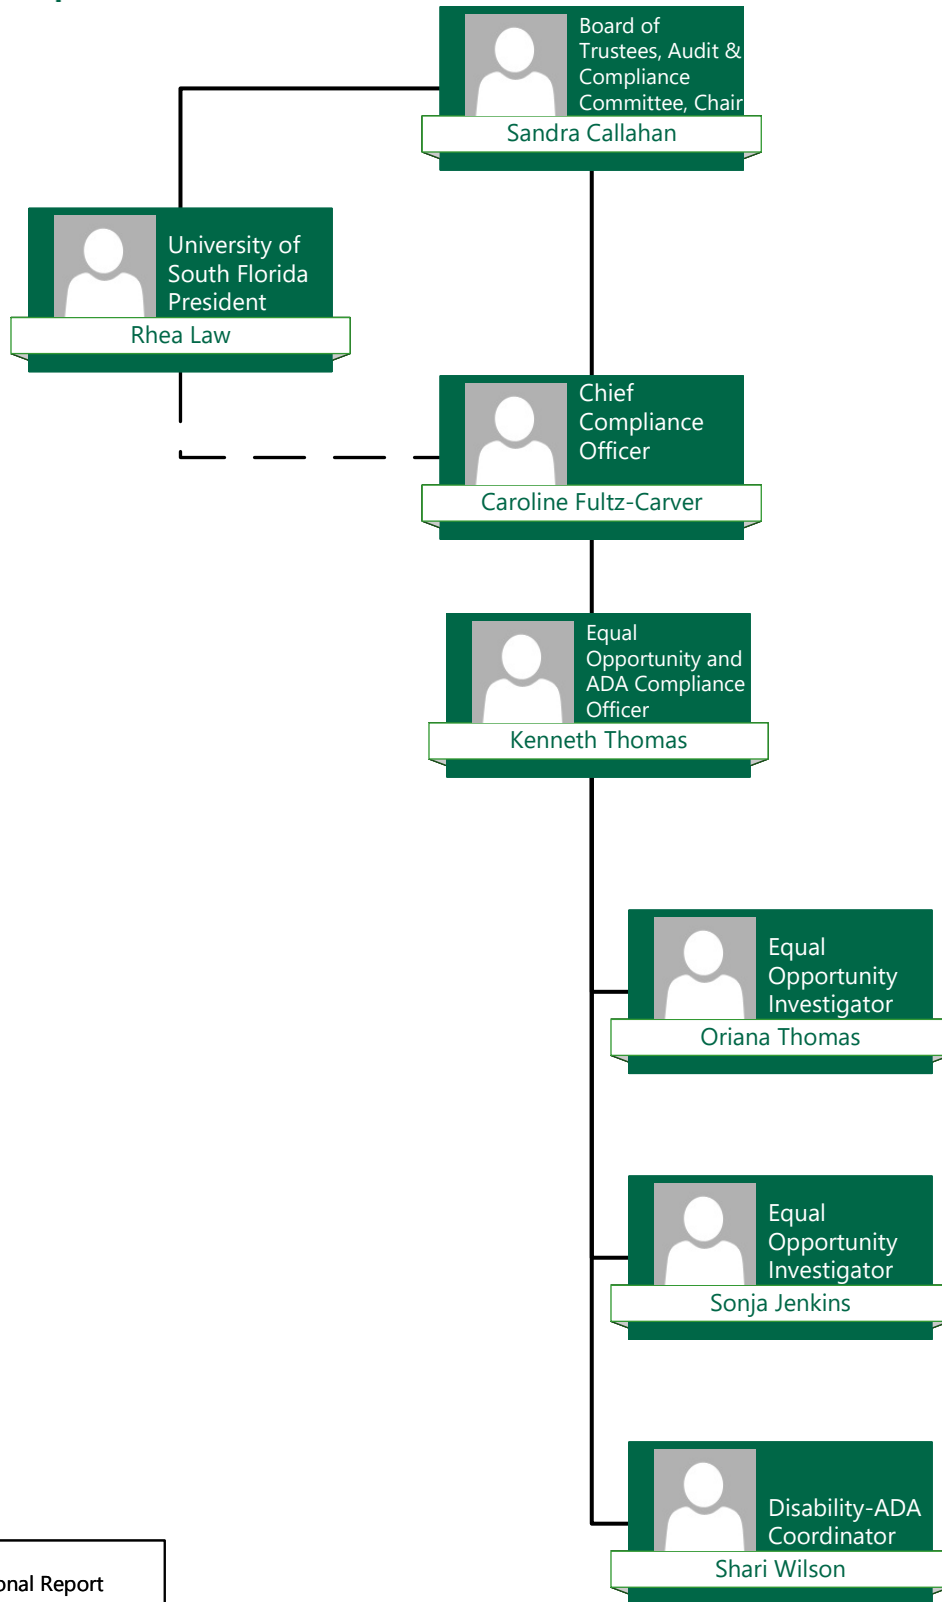 Board of
Trustees, Audit &
Compliance
Committee, Chair
Sandra Callahan
University of
South Florida
President
Rhea Law
Chief
Compliance
Officer
Caroline Fultz-Carver
Equal
Opportunity and
ADA Compliance
Officer
Kenneth Thomas
Equal
Opportunity
Investigator
Oriana Thomas
Equal
Opportunity
Investigator
Sonja Jenkins
Disability-ADA
Coordinator
Shari Wilson
Report